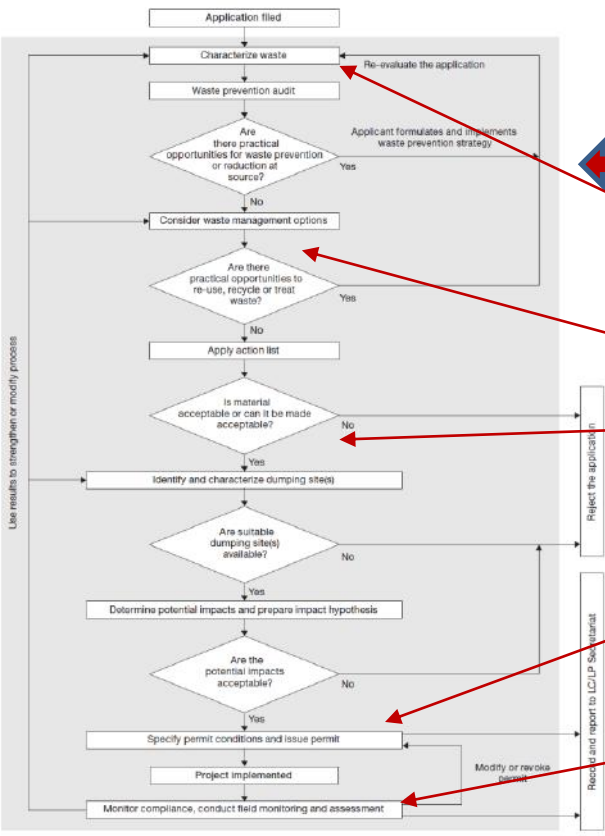 Application filed
Characterize waste
Re-evaluate the application
Waste prevention audit
Are
there practical
opportunities for waste prevention
or reduction at
source?
Yes
Applicant formulates and implements
waste prevention strategy
No
Consider waste management options
Are there
practical opportunities to
re-use, recycle or treat
waste?
Yes
No
Apply action list
Is material
acceptable or can it be made
acceptable?
No
Yes
Identify and characterize dumping site(s)
Are suitable
dumping site(s)
available?
No
Yes
Determine potential impacts and prepare impact hypothesis
Are the
potential impacts
acceptable?
No
Yes
Specify permit conditions and issue permit
Project implemented
Modify or revoke
permit
Monitor compliance, conduct field monitoring and assessment
Use results to strengthen or modify process
Reject the application
Record and report to LC/LP Secretariat